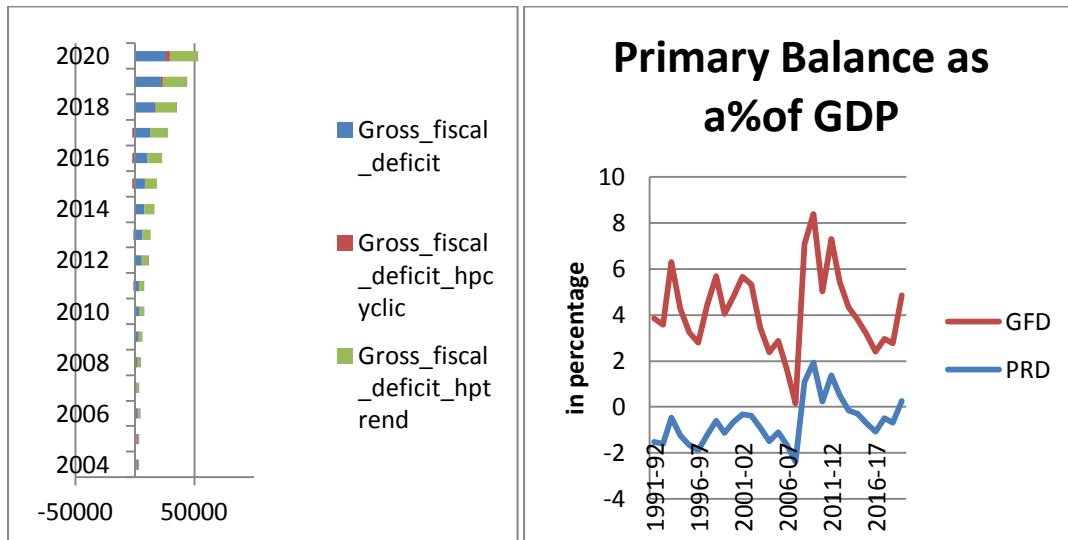 2020
2018
2016
2014
2012
2010
2008
2006
2004
-50000
50000
Gross_fiscal
_deficit
Gross_fiscal
_deficit_hpc
yclic
Gross_fiscal
_deficit_hpt
rend
Primary Balance as
a%of GDP
in percentage
10
8
6
4
2
0
-2
-4
1991-92
1996-97
2001-02
2006-07
2011-12
2016-17
GFD
PRD